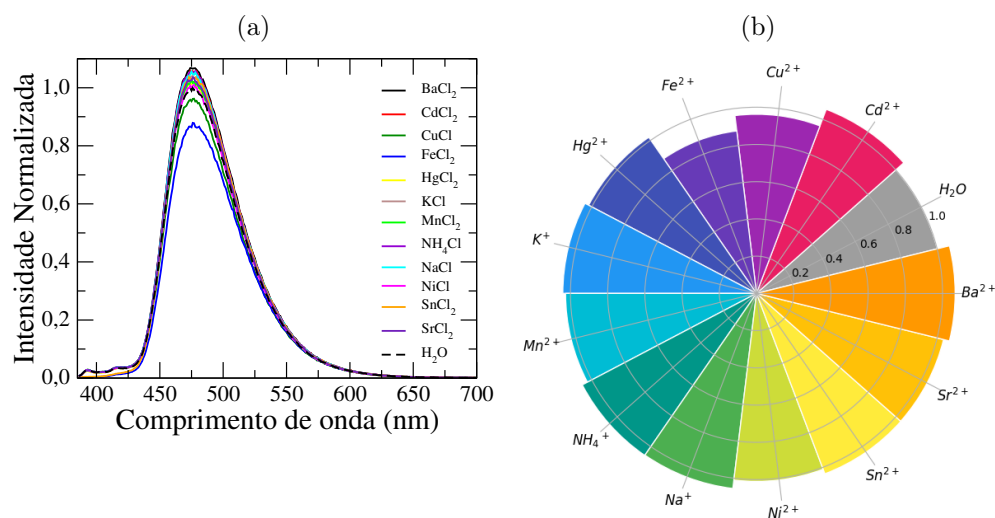 (a)
Intensidade Normalizada
1,0
0,8
0,6
0,4
0,2
0,0
400
450
500
550
600
650
700
Comprimento de onda (nm)
BaCl₂
CdCl₂
CuCl
FeCl₂
HgCl₂
KCl
MnCl₂
NH₄Cl
NaCl
NiCl
SnCl₂
SrCl₂
H₂O
(b)
Cu²⁺
Fe²⁺
Cd²⁺
Hg²⁺
H₂O
1.0
0.8
0.6
0.4
0.2
K⁺
Ba²⁺
Mn²⁺
Sr²⁺
NH₄⁺
Sn²⁺
Na⁺
Ni²⁺